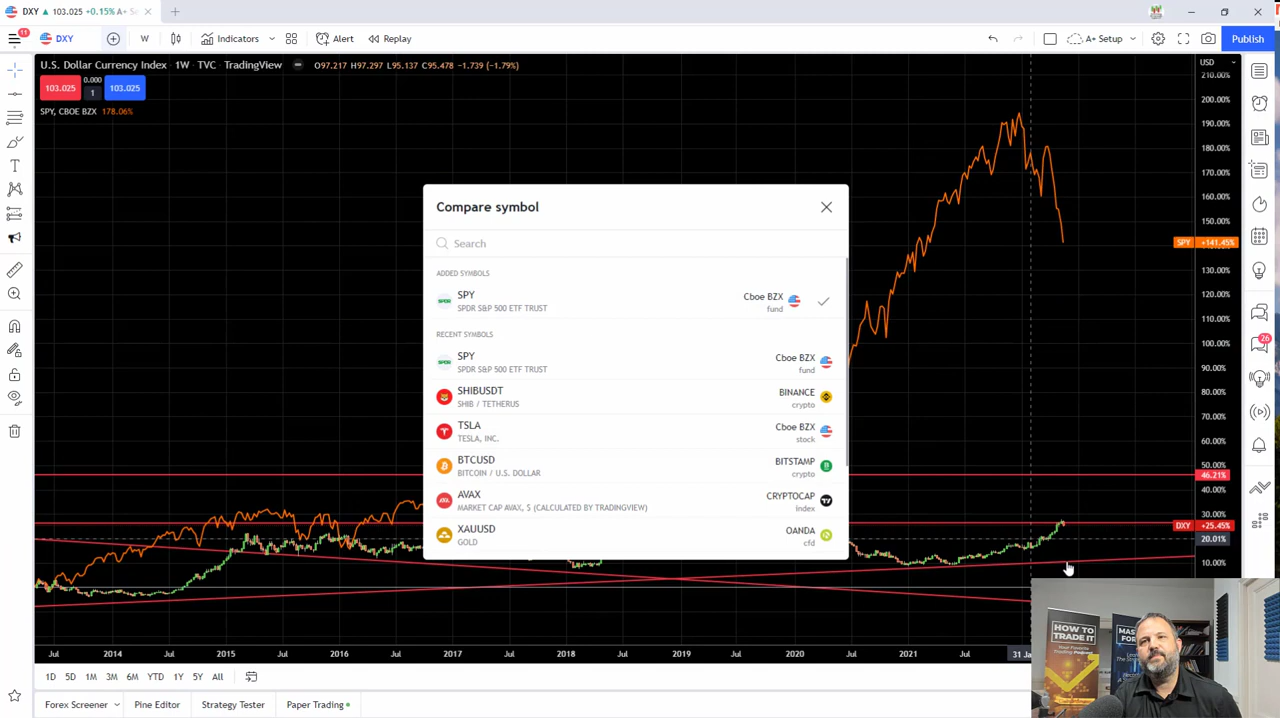 DXY ▲ 103.025 +0.15% A+ S
11
DXY
W
Indicators
Alert
Replay
A+ Setup
Publish
U.S. Dollar Currency Index · 1W · TVC · TradingView
O97.217 H97.297 L95.137 C95.478 -1.739 (-1.79%)
USD
103.025
0.000
1
103.025
SPY, CBOE BZX 178.06%
210.00%
200.00%
190.00%
180.00%
170.00%
160.00%
150.00%
SPY +141.45%
130.00%
120.00%
110.00%
100.00%
90.00%
80.00%
70.00%
60.00%
50.00%
46.21%
40.00%
30.00%
DXY +25.45%
20.01%
10.00%
26
Compare symbol
Search
ADDED SYMBOLS
SPY
SPDR S&P 500 ETF TRUST
Cboe BZX
fund
RECENT SYMBOLS
SPY
SPDR S&P 500 ETF TRUST
Cboe BZX
fund
SHIBUSDT
SHIB / TETHERUS
BINANCE
crypto
TSLA
TESLA, INC.
Cboe BZX
stock
BTCUSD
BITCOIN / U.S. DOLLAR
BITSTAMP
crypto
AVAX
MARKET CAP AVAX, $ (CALCULATED BY TRADINGVIEW)
CRYPTOCAP
index
XAUUSD
GOLD
OANDA
cfd
Jul 2014 Jul 2015 Jul 2016 Jul 2017 Jul 2018 Jul 2019 Jul 2020 Jul 2021 Jul 31 Ja
1D 5D 1M 3M 6M YTD 1Y 5Y All
Forex Screener
Pine Editor
Strategy Tester
Paper Trading
HOW TO
TRADE IT
Your Favorite
Trading Podcast